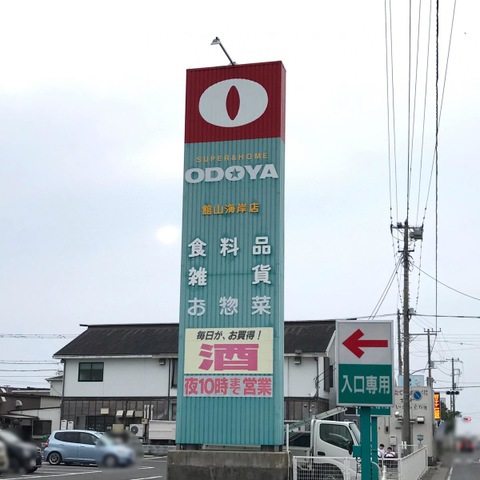 SUPER&HOME
ODOYA
館山海岸店
食料品
雑貨
お惣菜
毎日が、お買得!
酒
夜10時まで営業
入口専用